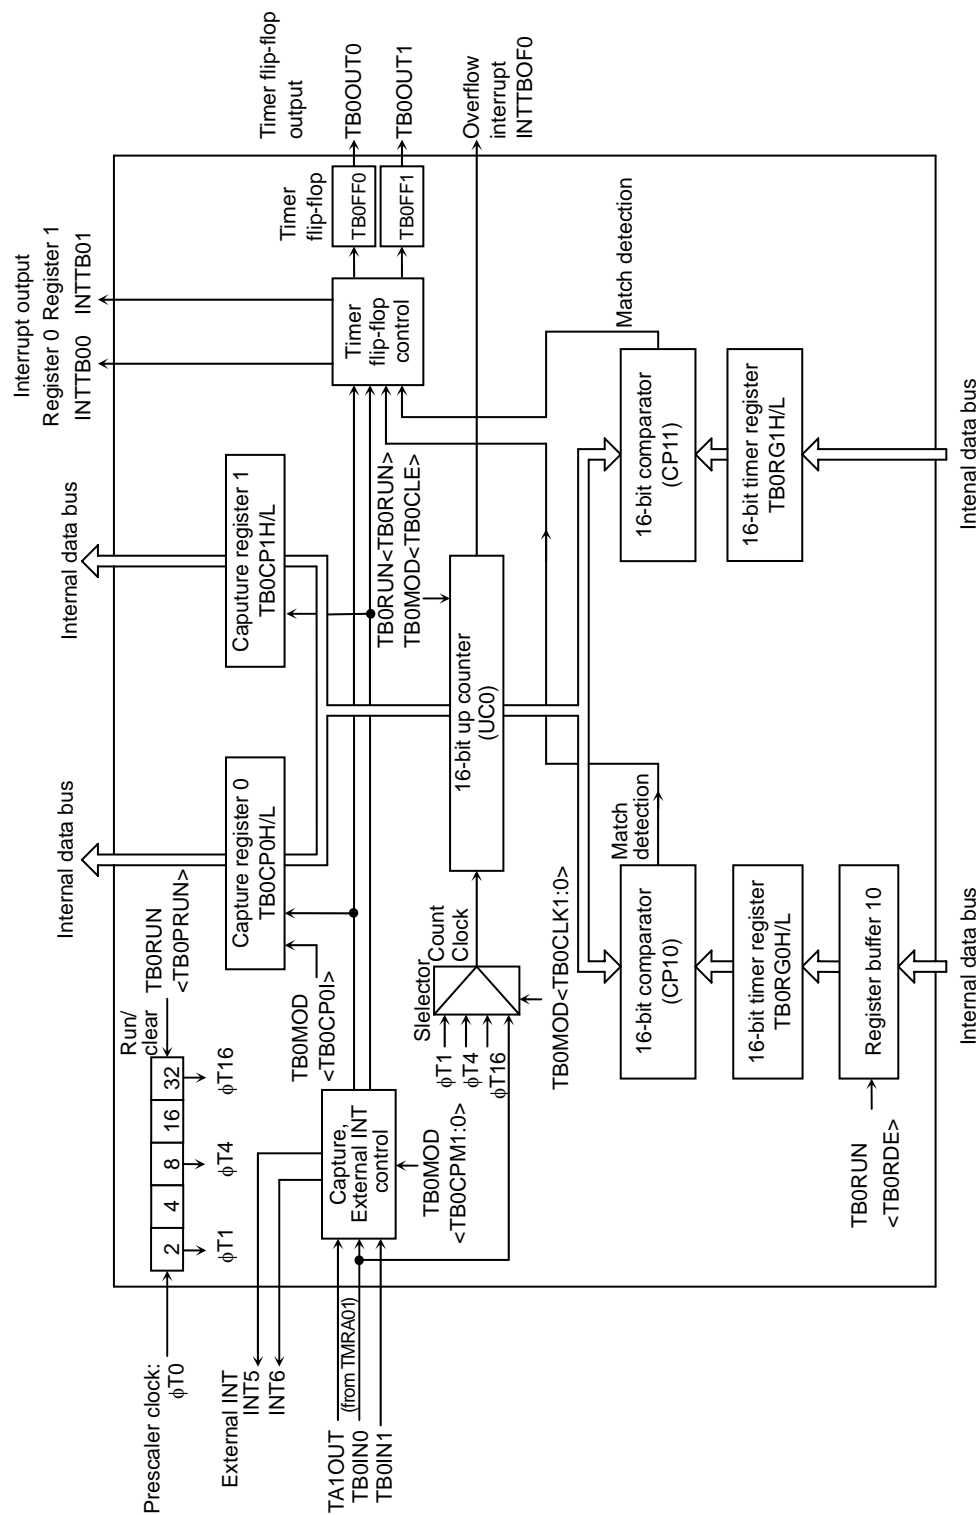 Prescaler clock:
ϕT0
2
4
8
16
32
ϕT1
ϕT4
ϕT16
Run/
clear
TB0RUN
<TB0PRUN>
Internal data bus
Internal data bus
Interrupt output
Register 0 Register 1
INTTB00 INTTB01
External INT
INT5
INT6
TA1OUT
(from TMRA01)
TB0IN0
TB0IN1
Capture,
External INT
control
TB0MOD
<TB0CPM1:0>
TB0MOD
<TB0CP0I>
Capture register 0
TB0CP0H/L
Caputure register 1
TB0CP1H/L
Timer
flip-flop
control
Timer
flip-flop
TB0FF0
TB0FF1
Timer flip-flop
output
TB0OUT0
TB0OUT1
Slelector
ϕT1
ϕT4
ϕT16
Count
Clock
TB0MOD<TB0CLK1:0>
TB0RUN<TB0RUN>
TB0MOD<TB0CLE>
16-bit up counter
(UC0)
Overflow
interrupt
INTTBOF0
Match
detection
Match detection
16-bit comparator
(CP10)
16-bit comparator
(CP11)
16-bit timer register
TB0RG0H/L
16-bit timer register
TB0RG1H/L
Register buffer 10
TB0RUN
<TB0RDE>
Internal data bus
Intenal data bus